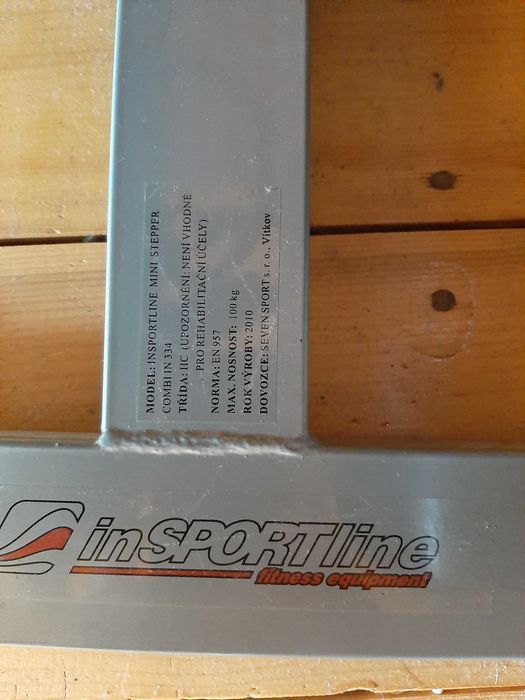 MODEL: INSPORTLINE MINI STEPPER
COMBI IN 334
TŘÍDA: HC (UPOZORNĚNÍ: NENÍ VHODNÉ
PRO REHABILITAČNÍ ÚČELY)
NORMA: EN 957
MAX. NOSNOST: 100 kg
ROK VÝROBY: 2010
DOVOZCE: SEVEN SPORT s. r. o., Vítkov
inSPORTline
fitness equipment